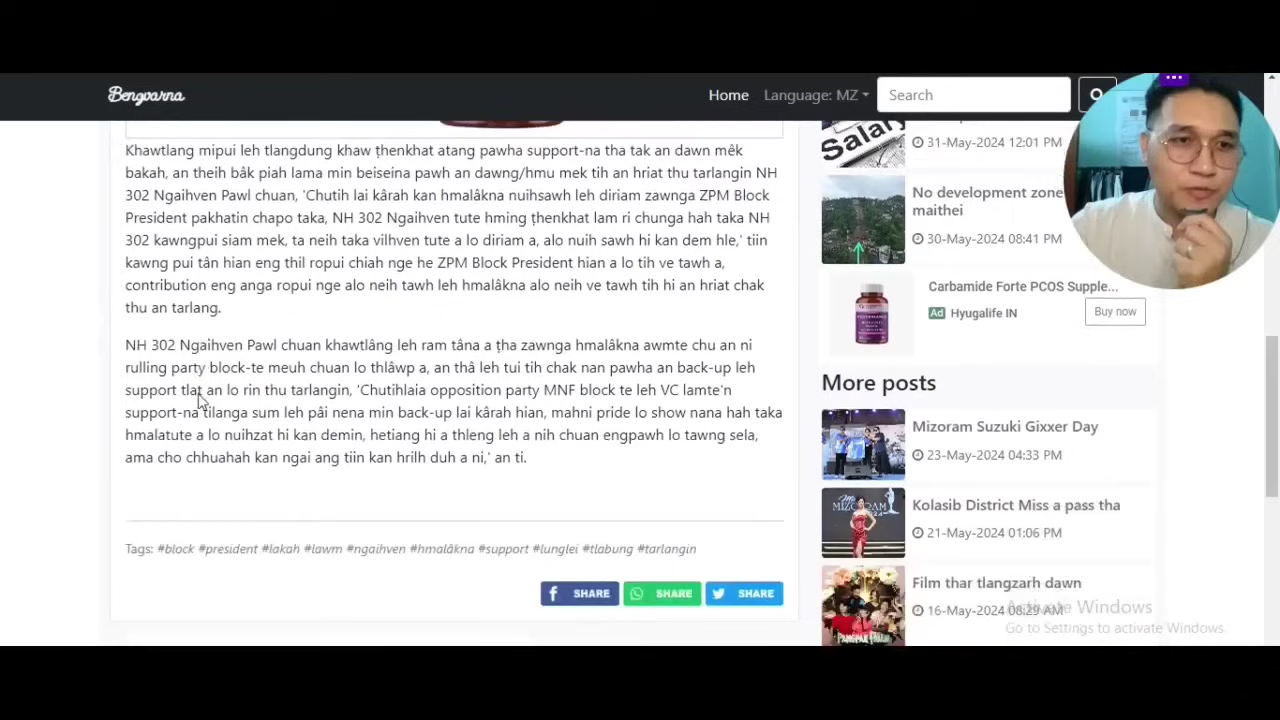 Bengvarna
Home
Language: MZ
Search
Khawtlang mipui leh tlangdung khaw ṭhenkhat atang pawha support-na tha tak an dawn mêk
bakah, an theih bâk piah lama min beiseina pawh an dawng/hmu mek tih an hriat thu tarlangin NH
302 Ngaihven Pawl chuan, 'Chutih lai kârah kan hmalâkna nuihsawh leh diriam zawnga ZPM Block
President pakhatin chapo taka, NH 302 Ngaihven tute hming ṭhenkhat lam ri chunga hah taka NH
302 kawngpui siam mek, ta neih taka vilhven tute a lo diriam a, alo nuih sawh hi kan dem hle,' tiin
kawng pui tân hian eng thil ropui chiah nge he ZPM Block President hian a lo tih ve tawh a,
contribution eng anga ropui nge alo neih tawh leh hmalâkna alo neih ve tawh tih hi an hriat chak
thu an tarlang.
NH 302 Ngaihven Pawl chuan khawtlâng leh ram tâna a ṭha zawnga hmalâkna awmte chu an ni
rulling party block-te meuh chuan lo thlâwp a, an thâ leh tui tih chak nan pawha an back-up leh
support tlat an lo rin thu tarlangin, 'Chutihlaia opposition party MNF block te leh VC lamte'n
support-na tilanga sum leh pâi nena min back-up lai kârah hian, mahni pride lo show nana hah taka
hmalatute a lo nuihzat hi kan demin, hetiang hi a thleng leh a nih chuan engpawh lo tawng sela,
ama cho chhuahah kan ngai ang tiin kan hrilh duh a ni,' an ti.
Tags: #block #president #lakah #lawm #ngaihven #hmalâkna #support #lunglei #tlabung #tarlangin
SHARE
SHARE
SHARE
Salary
31-May-2024 12:01 PM
No development zone
maithei
30-May-2024 08:41 PM
Carbamide Forte PCOS Supple...
Ad Hyugalife IN
Buy now
More posts
Mizoram Suzuki Gixxer Day
23-May-2024 04:33 PM
Kolasib District Miss a pass tha
21-May-2024 01:06 PM
Film thar tlangzarh dawn
16-May-2024 08:29 AM
Activate Windows
Go to Settings to activate Windows.